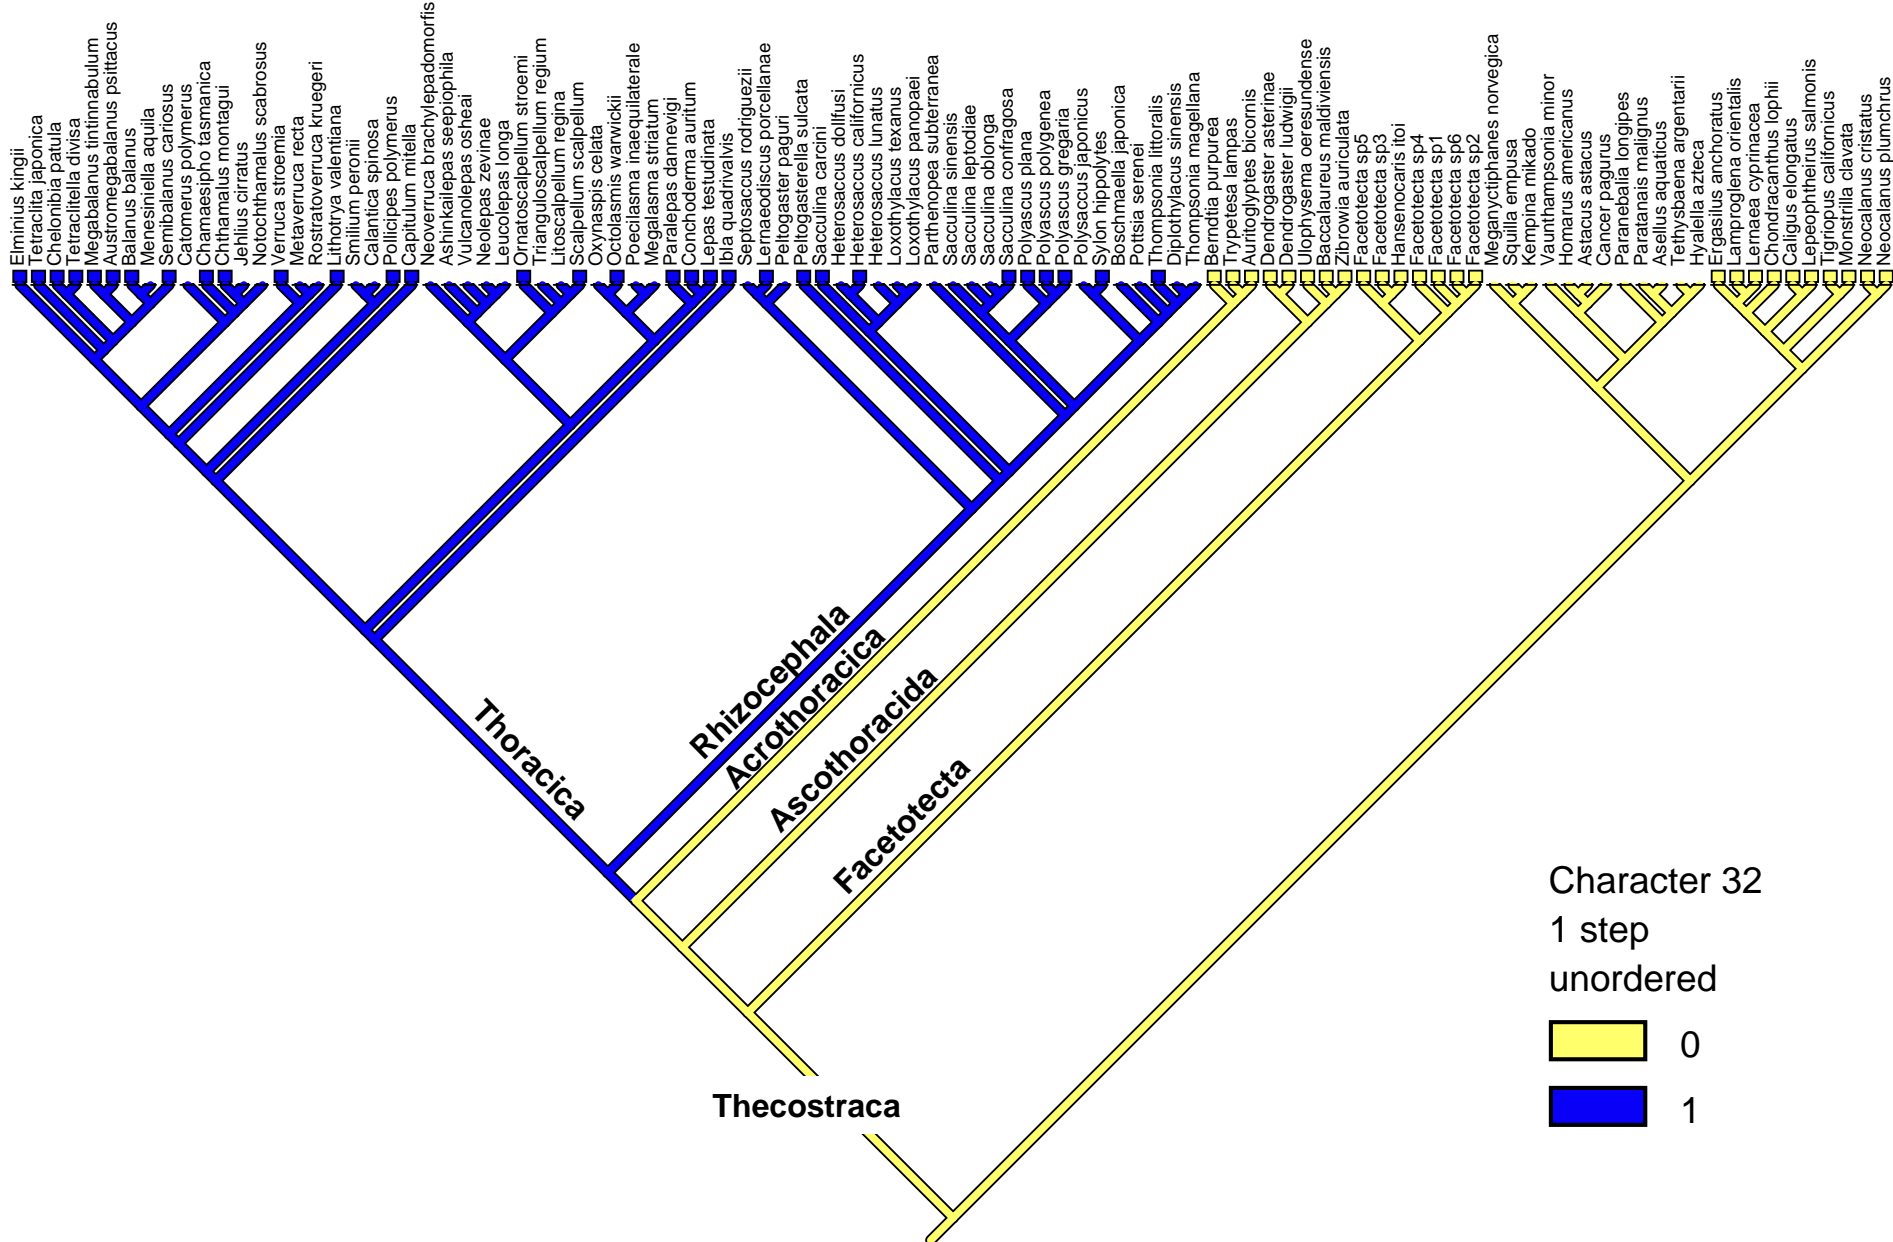 Elminius kingii
Tetraclita japonica
Chelonibia patula
Tetraclitella divisa
Megabalanus tintinnabulum
Austromegabalanus psittacus
Balanus balanus
Menesiniella aquila
Semibalanus cariosus
Catomerus polymerus
Chamaesipho tasmanica
Chthamalus montagui
Jehlius cirratus
Notochthamalus scabrosus
Verruca stroemia
Metaverruca recta
Rostratoverruca kruegeri
Lithotrya valentiana
Smilium peronii
Calantica spinosa
Pollicipes polymerus
Capitulum mitella
Neoverruca brachylepadomorfis
Ashinkailepas seepiophila
Vulcanolepas osheai
Neolepas zevinae
Leucolepas longa
Ornatoscalpellum stroemi
Trianguloscalpellum regium
Litoscalpellum regina
Scalpellum scalpellum
Oxynaspis celata
Octolasmis warwickii
Poecilasma inaequilaterale
Megalasma striatum
Paralepas dannevigi
Conchoderma auritum
Lepas testudinata
Ibla quadrivalvis
Septosaccus rodriguezii
Lernaeodiscus porcellanae
Peltogaster paguri
Peltogasterella sulcata
Sacculina carcini
Heterosaccus dollfusi
Heterosaccus californicus
Heterosaccus lunatus
Loxothylacus texanus
Loxothylacus panopaei
Parthenopea subterranea
Sacculina sinensis
Sacculina leptodiae
Sacculina oblonga
Sacculina confragosa
Polyascus plana
Polyascus polygenea
Polyascus gregaria
Polysaccus japonicus
Sylon hippolytes
Boschmaella japonica
Pottsia serenei
Thompsonia littoralis
Diplothylacus sinensis
Thompsonia magellana
Berndtia purpurea
Trypetesa lampas
Auritoglyptes bicornis
Dendrogaster asterinae
Dendrogaster ludwigii
Ulophysema oeresundense
Baccalaureus maldiviensis
Zibrowia auriculata
Facetotecta sp5
Facetotecta sp3
Hansenocaris itoi
Facetotecta sp4
Facetotecta sp1
Facetotecta sp6
Facetotecta sp2
Meganyctiphanes norvegica
Squilla empusa
Kempina mikado
Vaunthampsonia minor
Homarus americanus
Astacus astacus
Cancer pagurus
Paranebalia longipes
Paratanais malignus
Asellus aquaticus
Tethysbaena argentarii
Hyalella azteca
Ergasilus anchoratus
Lamproglena orientalis
Lernaea cyprinacea
Chondracanthus lophii
Caligus elongatus
Lepeophtheirus salmonis
Tigriopus californicus
Monstrilla clavata
Neocalanus cristatus
Neocalanus plumchrus
Thoracica
Rhizocephala
Acrothoracica
Ascothoracida
Facetotecta
Thecostraca
Character 32
1 step
unordered
0
1